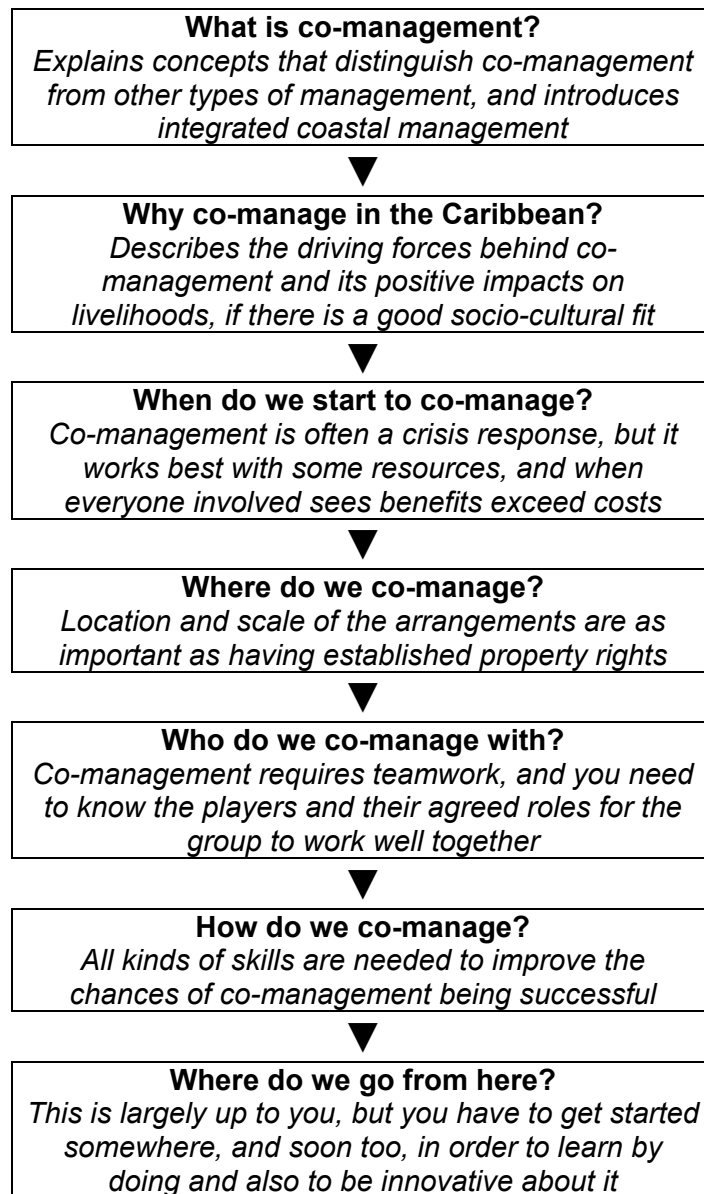 What is co-management?
Explains concepts that distinguish co-management
from other types of management, and introduces
integrated coastal management
Why co-manage in the Caribbean?
Describes the driving forces behind co-
management and its positive impacts on
livelihoods, if there is a good socio-cultural fit
When do we start to co-manage?
Co-management is often a crisis response, but it
works best with some resources, and when
everyone involved sees benefits exceed costs
Where do we co-manage?
Location and scale of the arrangements are as
important as having established property rights
Who do we co-manage with?
Co-management requires teamwork, and you need
to know the players and their agreed roles for the
group to work well together
How do we co-manage?
All kinds of skills are needed to improve the
chances of co-management being successful
Where do we go from here?
This is largely up to you, but you have to get started
somewhere, and soon too, in order to learn by
doing and also to be innovative about it